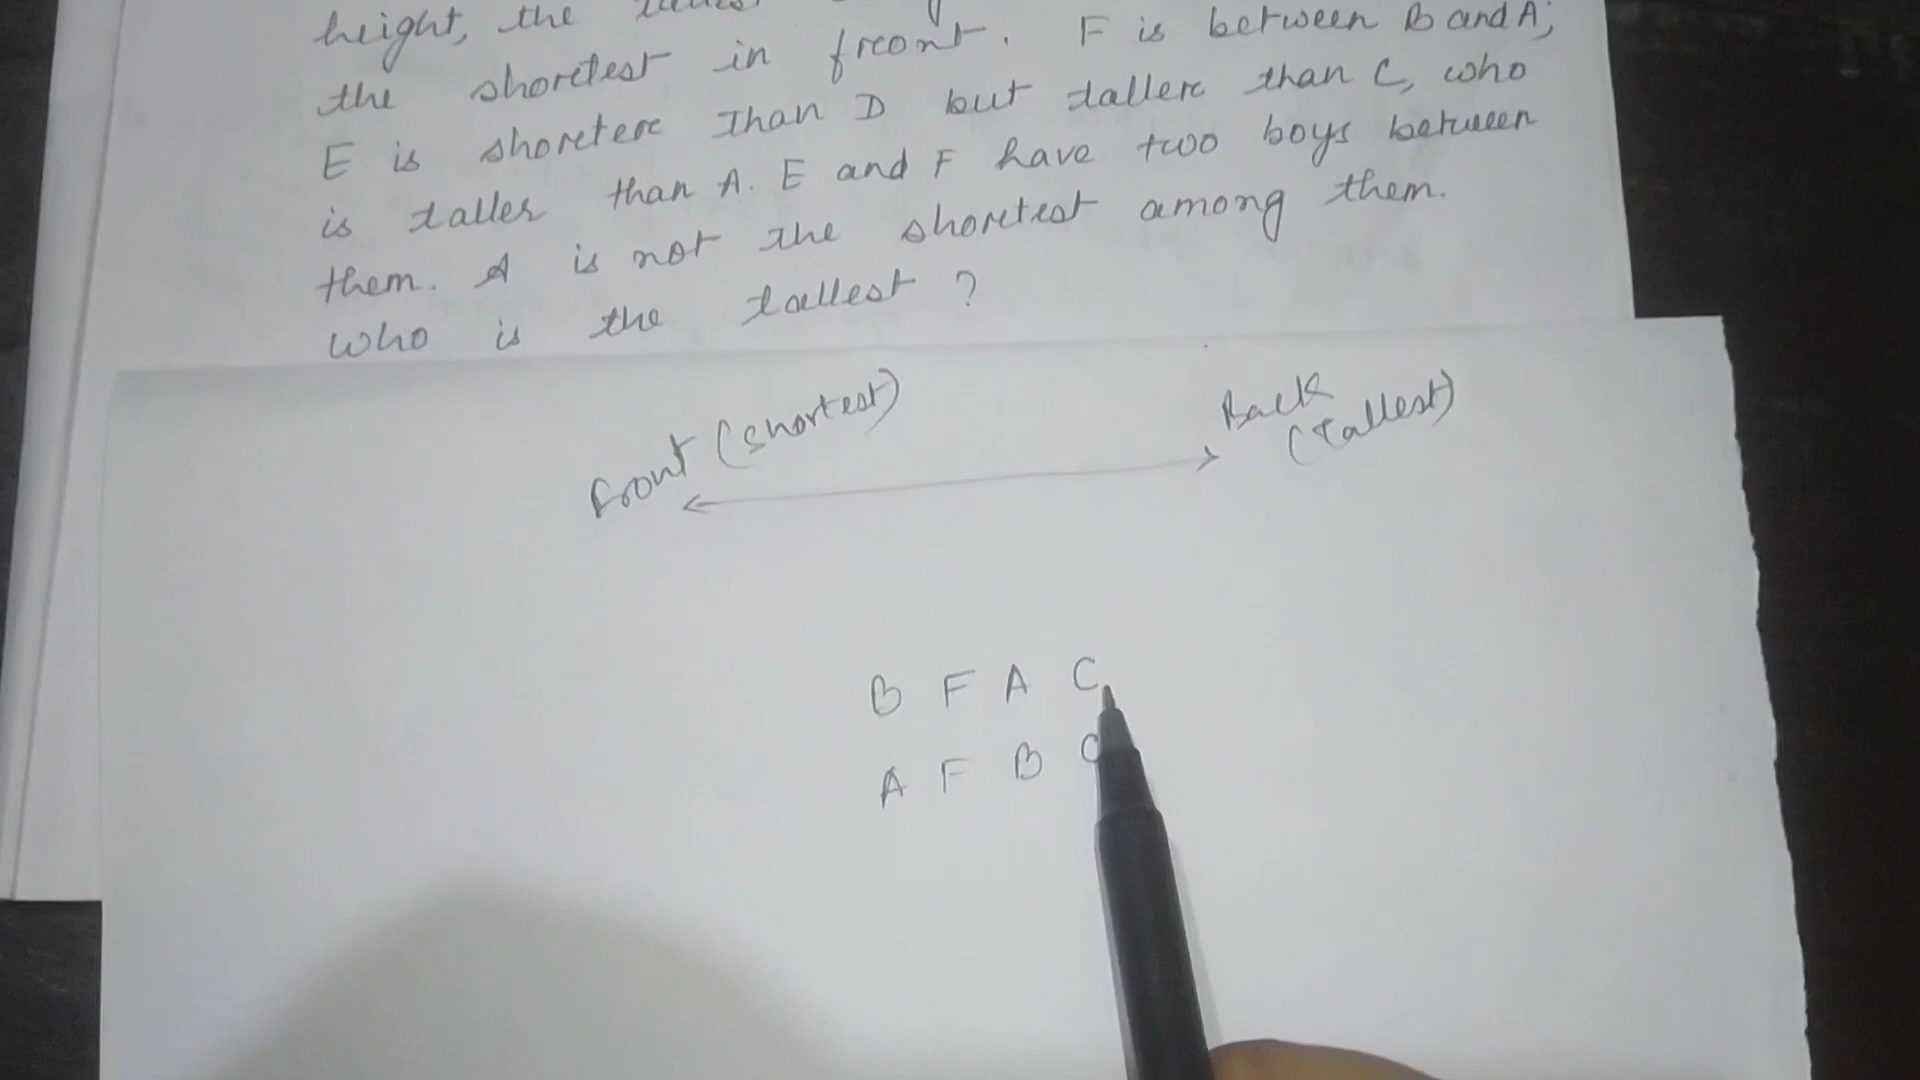 height, the
the shortest in front. F is between B and A;
E is shorter than D but taller than C, who
is taller than A. E and F have two boys between
them. A is not the shortest among them.
Who is the tallest ?
Front (shortest)
Back
(tallest)
B F A C
A F B